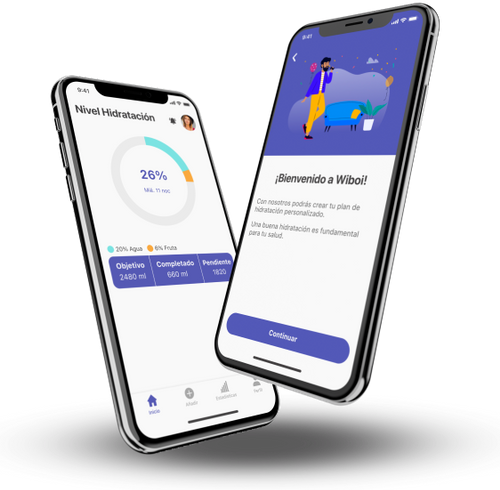 9:41
Nivel Hidratación
26%
Mié. 11 nov.
20% Agua
6% Fruta
Objetivo
2480 ml
Completado
660 ml
Pendiente
1820
Inicio
Añadir
Estadísticas
Perfil
9:41
¡Bienvenido a Wiboi!
Con nosotros podrás crear tu plan de
hidratación personalizado.
Una buena hidratación es fundamental
para tu salud.
Continuar